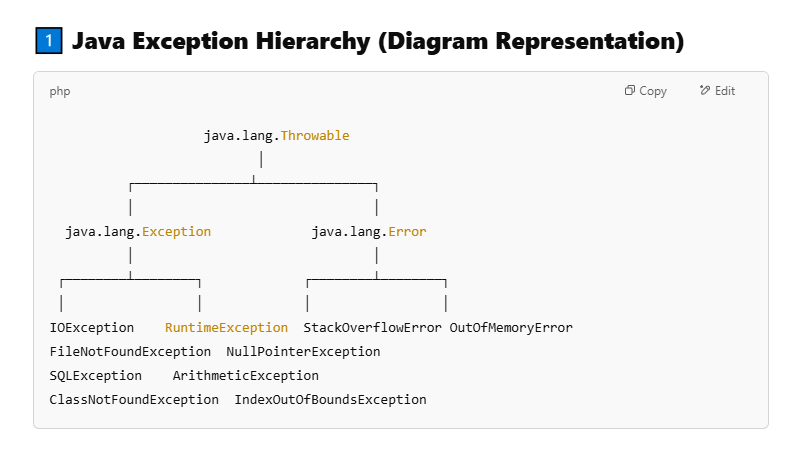 1 Java Exception Hierarchy (Diagram Representation)
php Copy Edit
java.lang.Throwable
java.lang.Exception java.lang.Error
IOException RuntimeException StackOverflowError OutOfMemoryError
FileNotFoundException NullPointerException
SQLException ArithmeticException
ClassNotFoundException IndexOutOfBoundsException